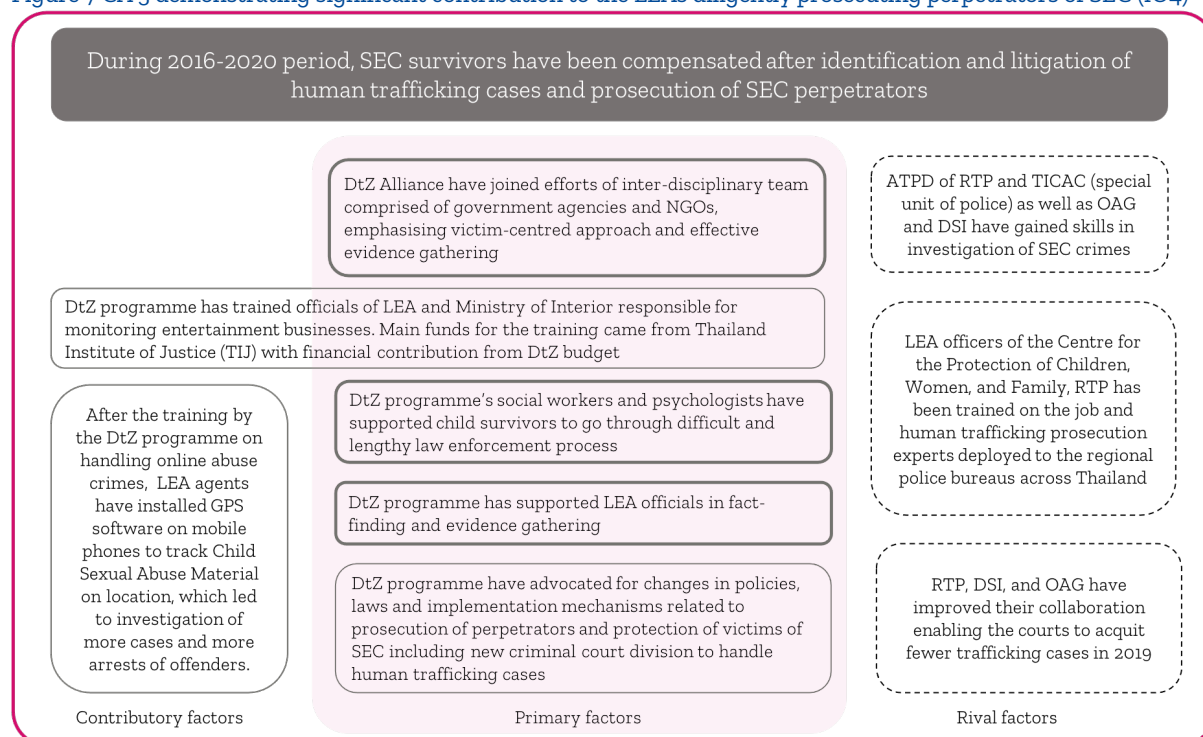 During 2016-2020 period, SEC survivors have been compensated after identification and litigation of
human trafficking cases and prosecution of SEC perpetrators
DtZ Alliance have joined efforts of inter-disciplinary team
comprised of government agencies and NGOs,
emphasising victim-centred approach and effective
evidence gathering
DtZ programme has trained officials of LEA and Ministry of Interior responsible for
monitoring entertainment businesses. Main funds for the training came from Thailand
Institute of Justice (TIJ) with financial contribution from DtZ budget
After the training by
the DtZ programme on
handling online abuse
crimes, LEA agents
have installed GPS
software on mobile
phones to track Child
Sexual Abuse Material
on location, which led
to investigation of
more cases and more
arrests of offenders.
Contributory factors
DtZ programme's social workers and psychologists have
supported child survivors to go through difficult and
lengthy law enforcement process
DtZ programme has supported LEA officials in fact-
finding and evidence gathering
DtZ programme have advocated for changes in policies,
laws and implementation mechanisms related to
prosecution of perpetrators and protection of victims of
SEC including new criminal court division to handle
human trafficking cases
Primary factors
ATPD of RTP and TICAC (special
unit of police) as well as OAG
and DSI have gained skills in
investigation of SEC crimes
LEA officers of the Centre for
the Protection of Children,
Women, and Family, RTP has
been trained on the job and
human trafficking prosecution
experts deployed to the regional
police bureaus across Thailand
RTP, DSI, and OAG have
improved their collaboration
enabling the courts to acquit
fewer trafficking cases in 2019
Rival factors